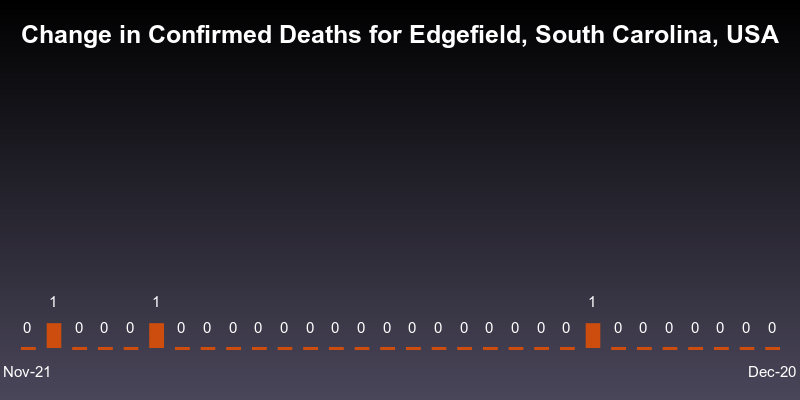 Change in Confirmed Deaths for Edgefield, South Carolina, USA
1 1 1
0 0 0 0 0 0 0 0 0 0 0 0 0 0 0 0 0 0 0 0 0 0 0 0 0 0 0
Nov-21 Dec-20